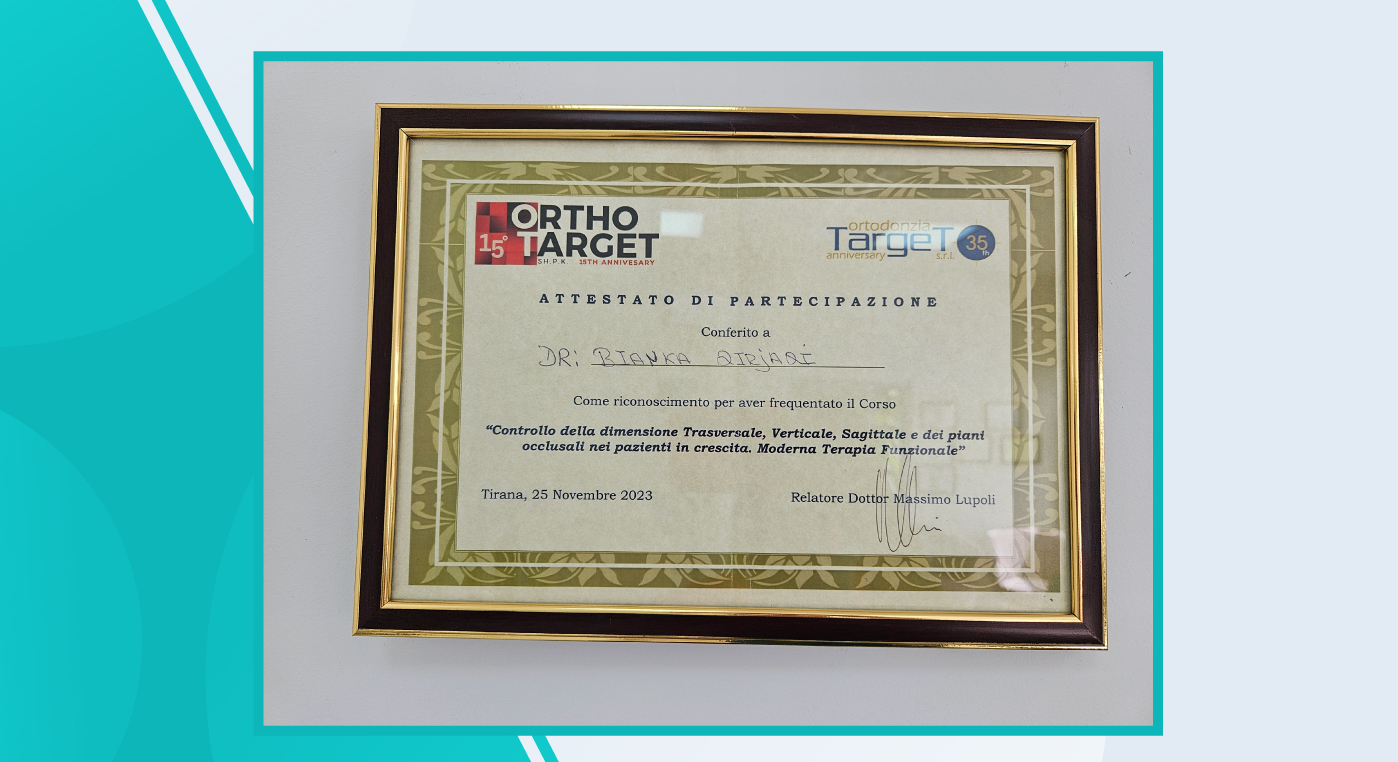 ORTHO
15° TARGET
SH.P.K. 15TH ANNIVESARY
ortodonzia
TargeT 35th
anniversary s.r.l.
ATTESTATO DI PARTECIPAZIONE
Conferito a
DR: BIANKA QIRJAQI
Come riconoscimento per aver frequentato il Corso
“Controllo della dimensione Trasversale, Verticale, Sagittale e dei piani
occlusali nei pazienti in crescita. Moderna Terapia Funzionale”
Tirana, 25 Novembre 2023
Relatore Dottor Massimo Lupoli